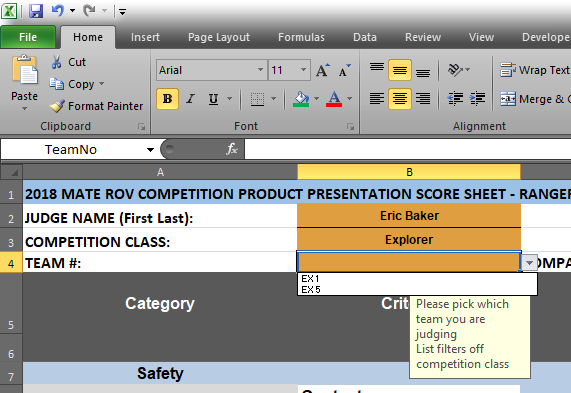 File Home Insert Page Layout Formulas Data Review View Develope
Paste
Cut
Copy
Format Painter
Clipboard
Arial 11
B I U
A
Font
Wrap Text
Merge &
Alignment
TeamNo fx
A B
1 2018 MATE ROV COMPETITION PRODUCT PRESENTATION SCORE SHEET - RANGER
2 JUDGE NAME (First Last): Eric Baker
3 COMPETITION CLASS: Explorer
4 TEAM #: OMPA
EX1
EX5
5 Category Crit
Please pick which
team you are
judging
List filters off
competition class
6
7 Safety